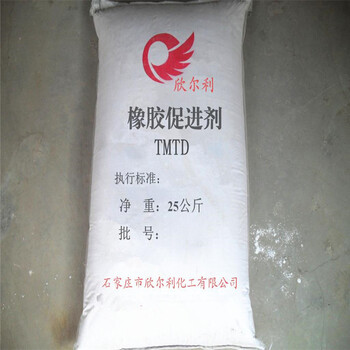 欣尔利
橡胶促进剂
TMTD
执行标准:
净 重: 25公斤
批 号:
石家庄市欣尔利化工有限公司